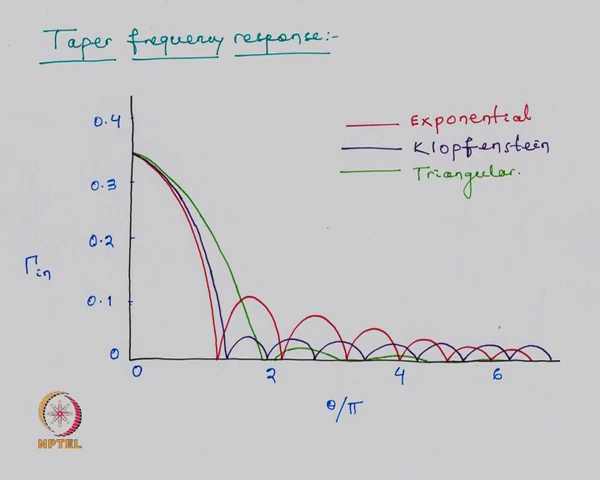 Taper frequency response:-
0.4
Exponential
Klopfenstein
Triangular.
0.3
0.2
Γin
0.1
0
0 2 4 6
θ/π
NPTEL